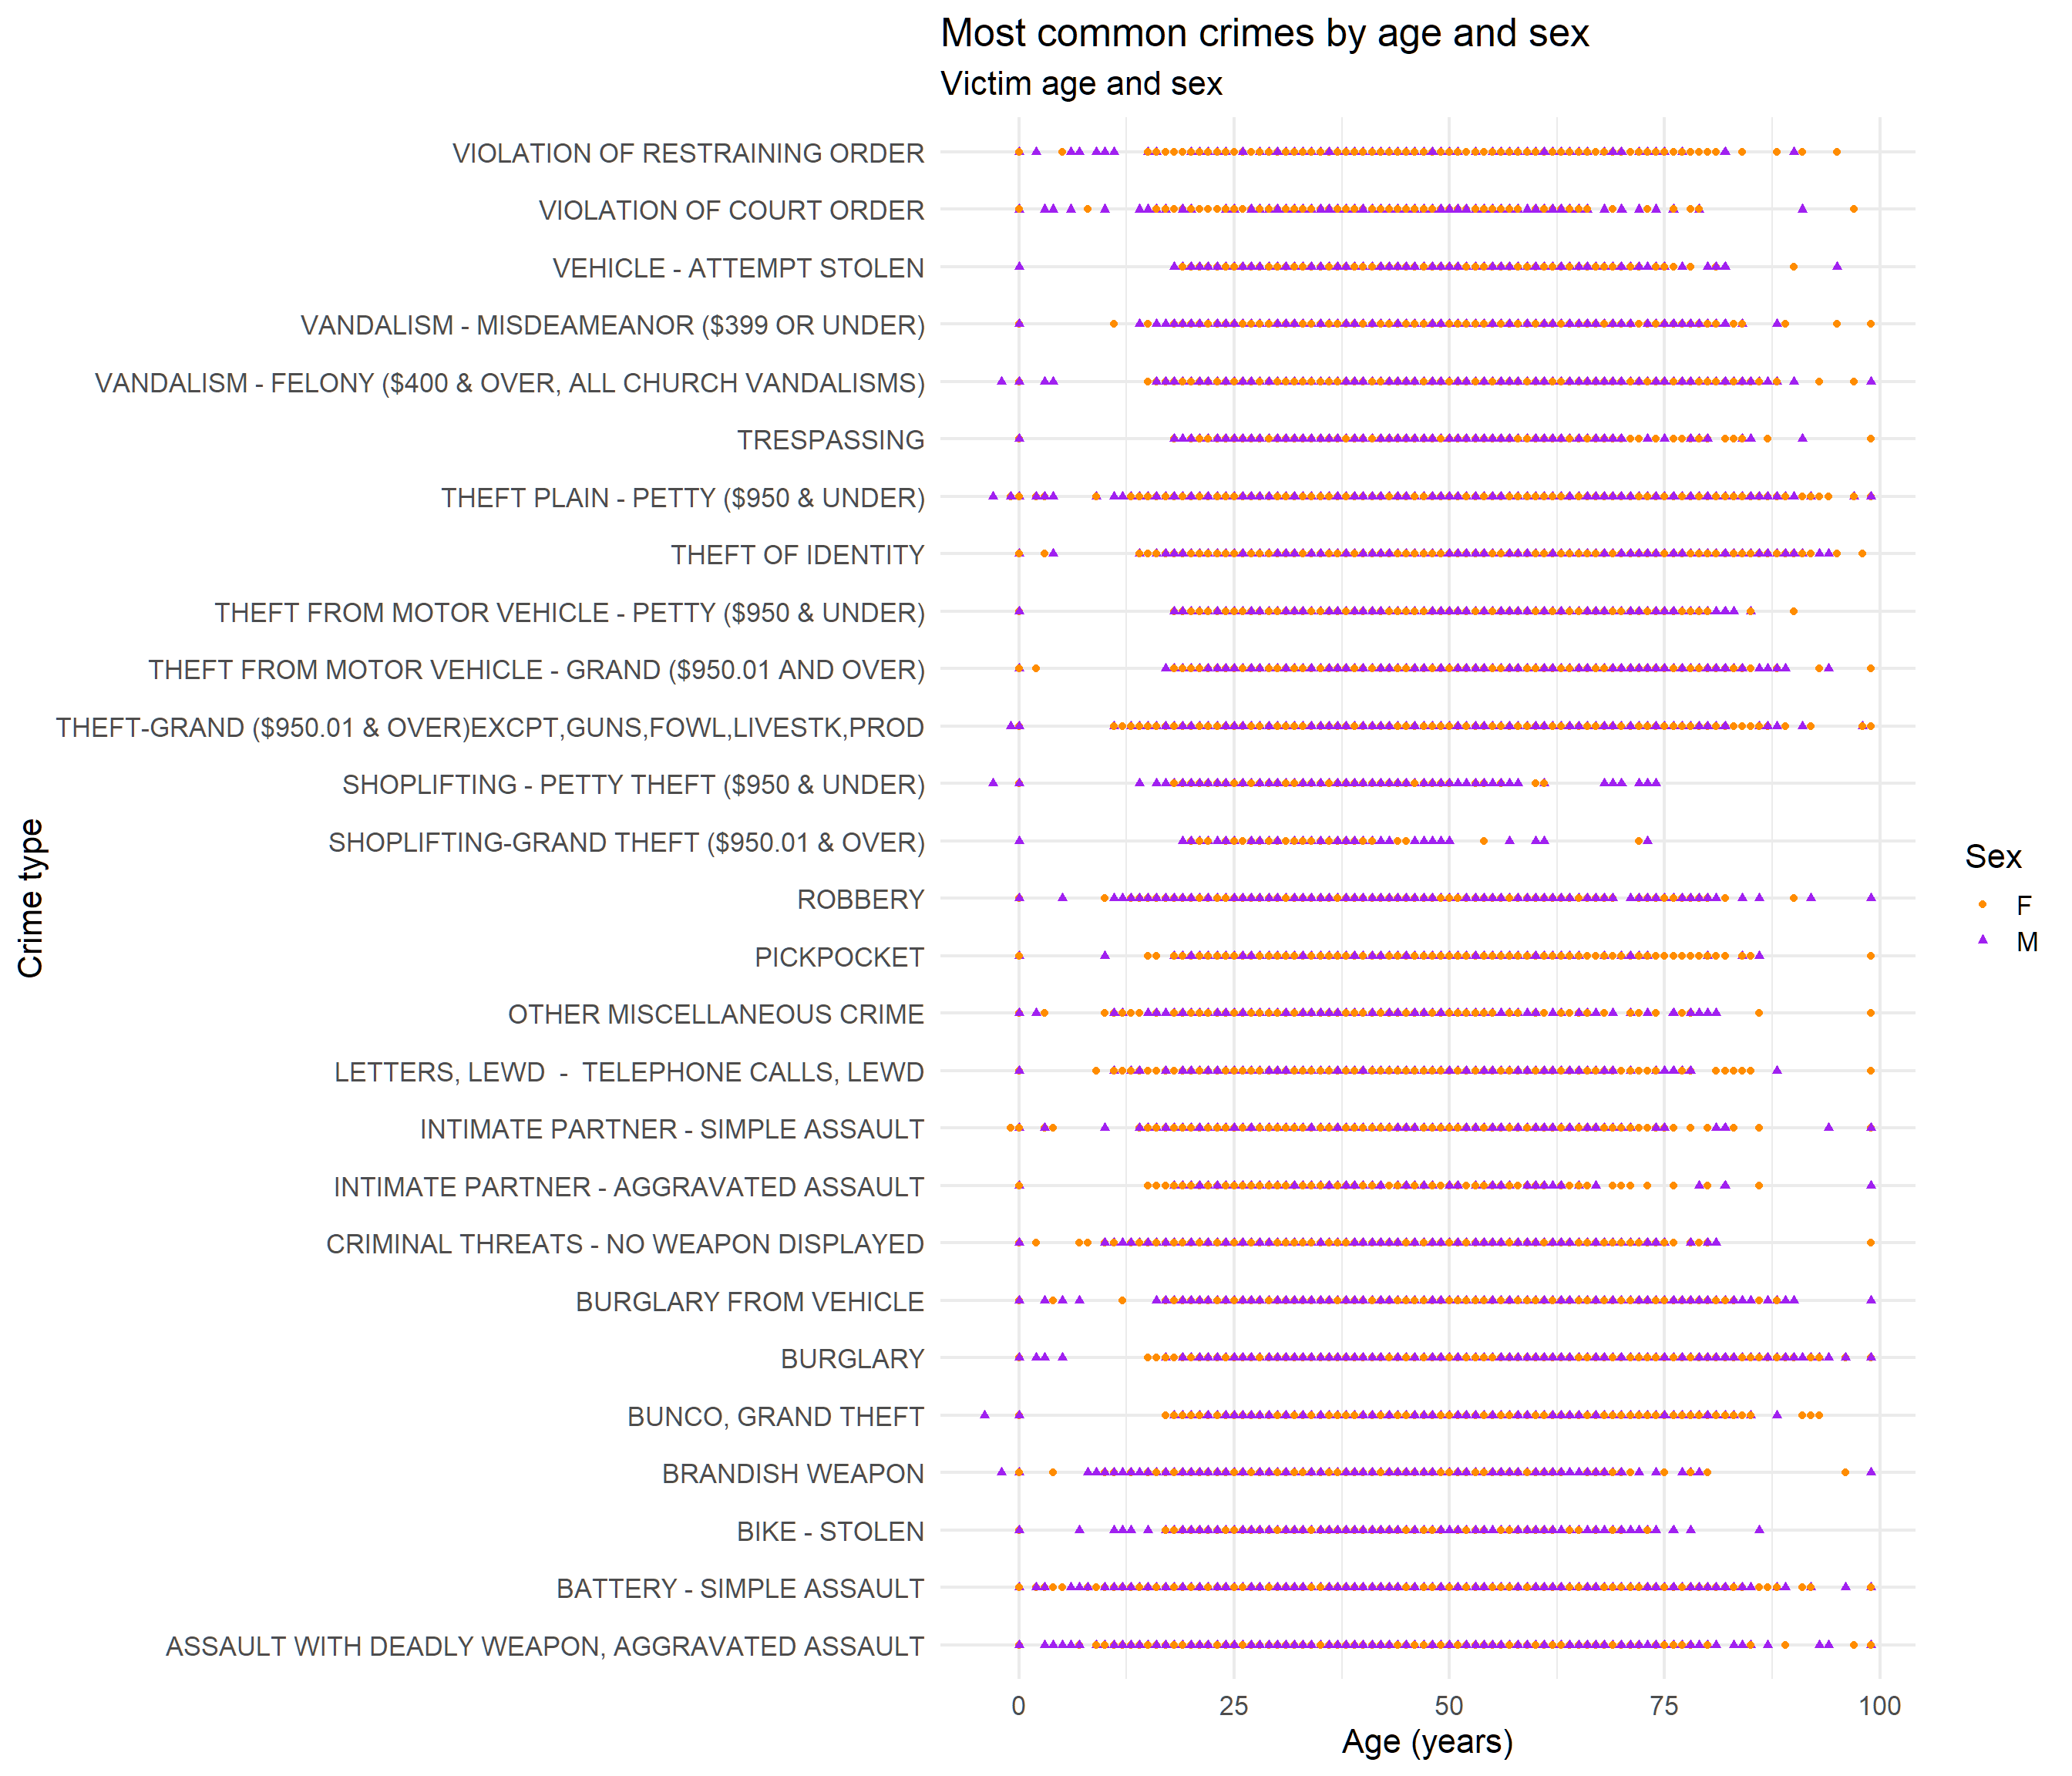 Most common crimes by age and sex
Victim age and sex
VIOLATION OF RESTRAINING ORDER
VIOLATION OF COURT ORDER
VEHICLE - ATTEMPT STOLEN
VANDALISM - MISDEAMEANOR ($399 OR UNDER)
VANDALISM - FELONY ($400 & OVER, ALL CHURCH VANDALISMS)
TRESPASSING
THEFT PLAIN - PETTY ($950 & UNDER)
THEFT OF IDENTITY
THEFT FROM MOTOR VEHICLE - PETTY ($950 & UNDER)
THEFT FROM MOTOR VEHICLE - GRAND ($950.01 AND OVER)
THEFT-GRAND ($950.01 & OVER)EXCPT,GUNS,FOWL,LIVESTK,PROD
SHOPLIFTING - PETTY THEFT ($950 & UNDER)
SHOPLIFTING-GRAND THEFT ($950.01 & OVER)
ROBBERY
PICKPOCKET
OTHER MISCELLANEOUS CRIME
LETTERS, LEWD  -  TELEPHONE CALLS, LEWD
INTIMATE PARTNER - SIMPLE ASSAULT
INTIMATE PARTNER - AGGRAVATED ASSAULT
CRIMINAL THREATS - NO WEAPON DISPLAYED
BURGLARY FROM VEHICLE
BURGLARY
BUNCO, GRAND THEFT
BRANDISH WEAPON
BIKE - STOLEN
BATTERY - SIMPLE ASSAULT
ASSAULT WITH DEADLY WEAPON, AGGRAVATED ASSAULT
Crime type
0 25 50 75 100
Age (years)
Sex
F
M